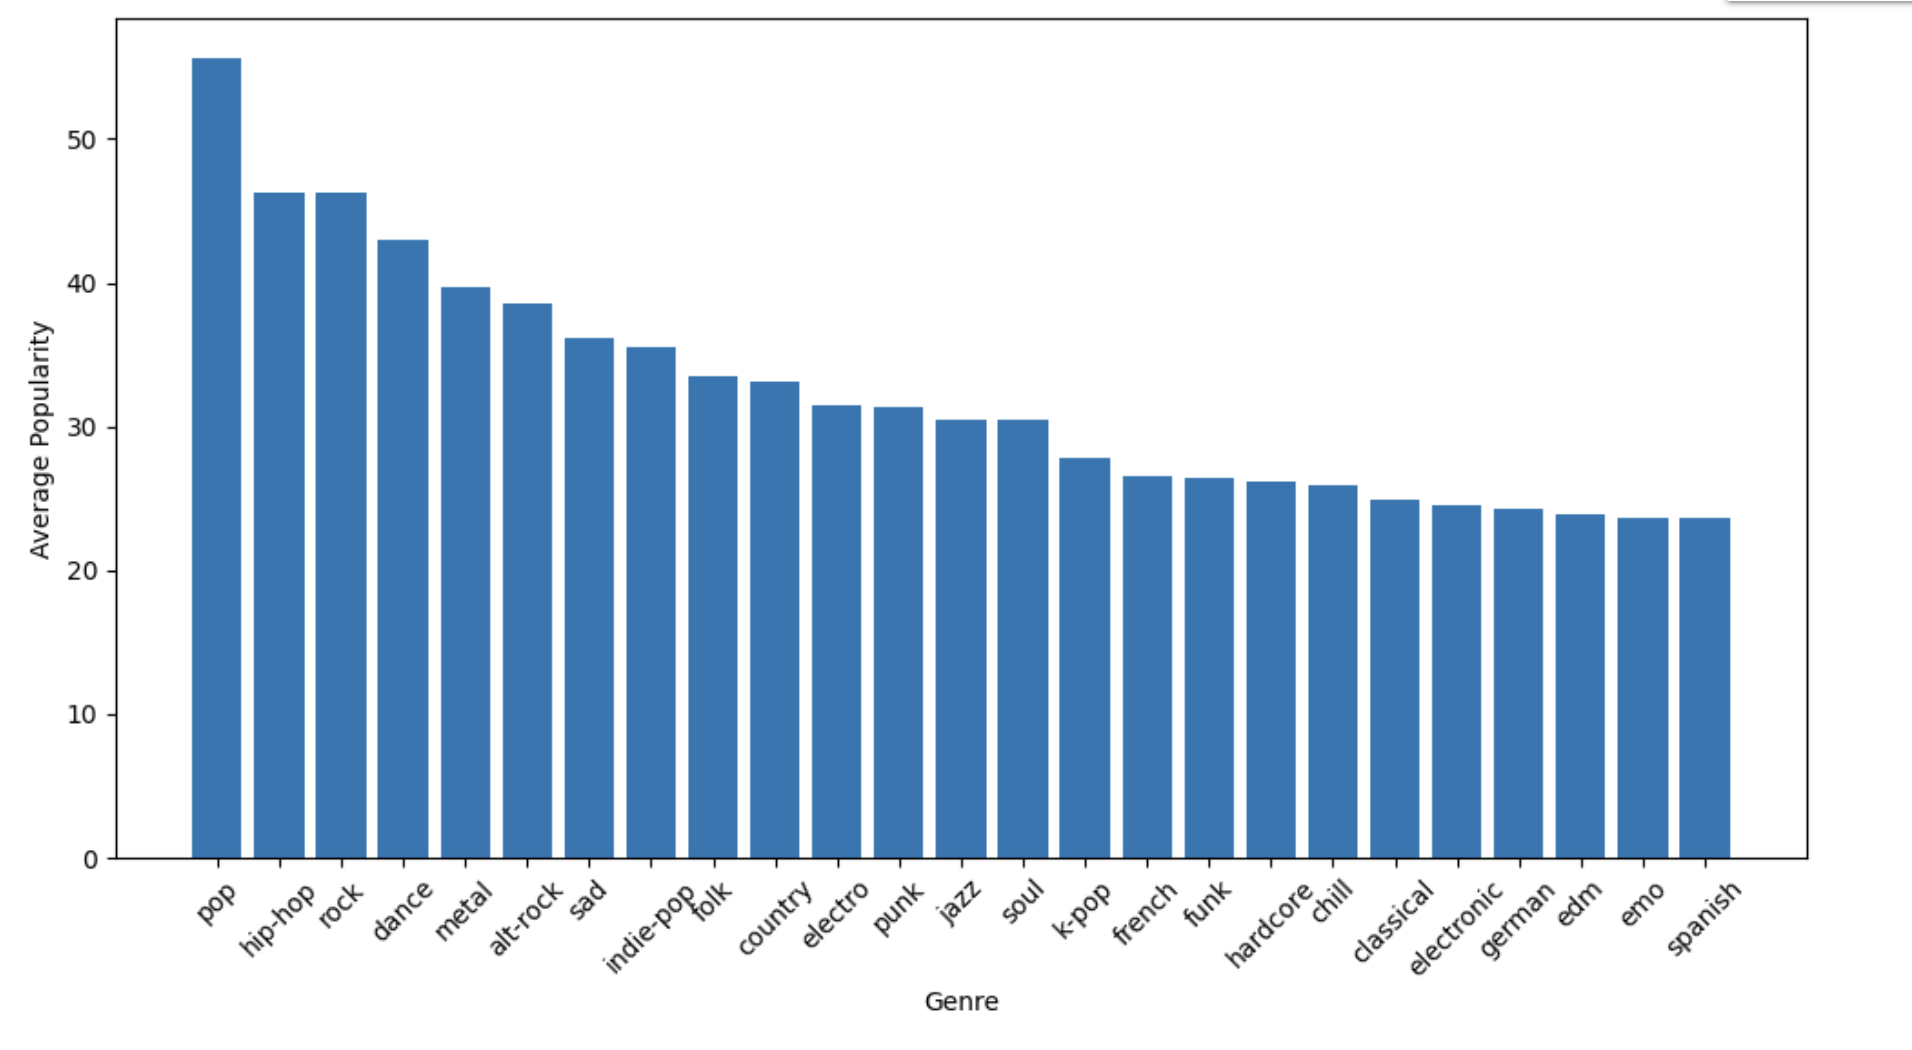 Average Popularity
50
40
30
20
10
0
pop
hip-hop
rock
dance
metal
alt-rock
sad
indie-pop
folk
country
electro
punk
jazz
soul
k-pop
french
funk
hardcore
chill
classical
electronic
german
edm
emo
spanish
Genre